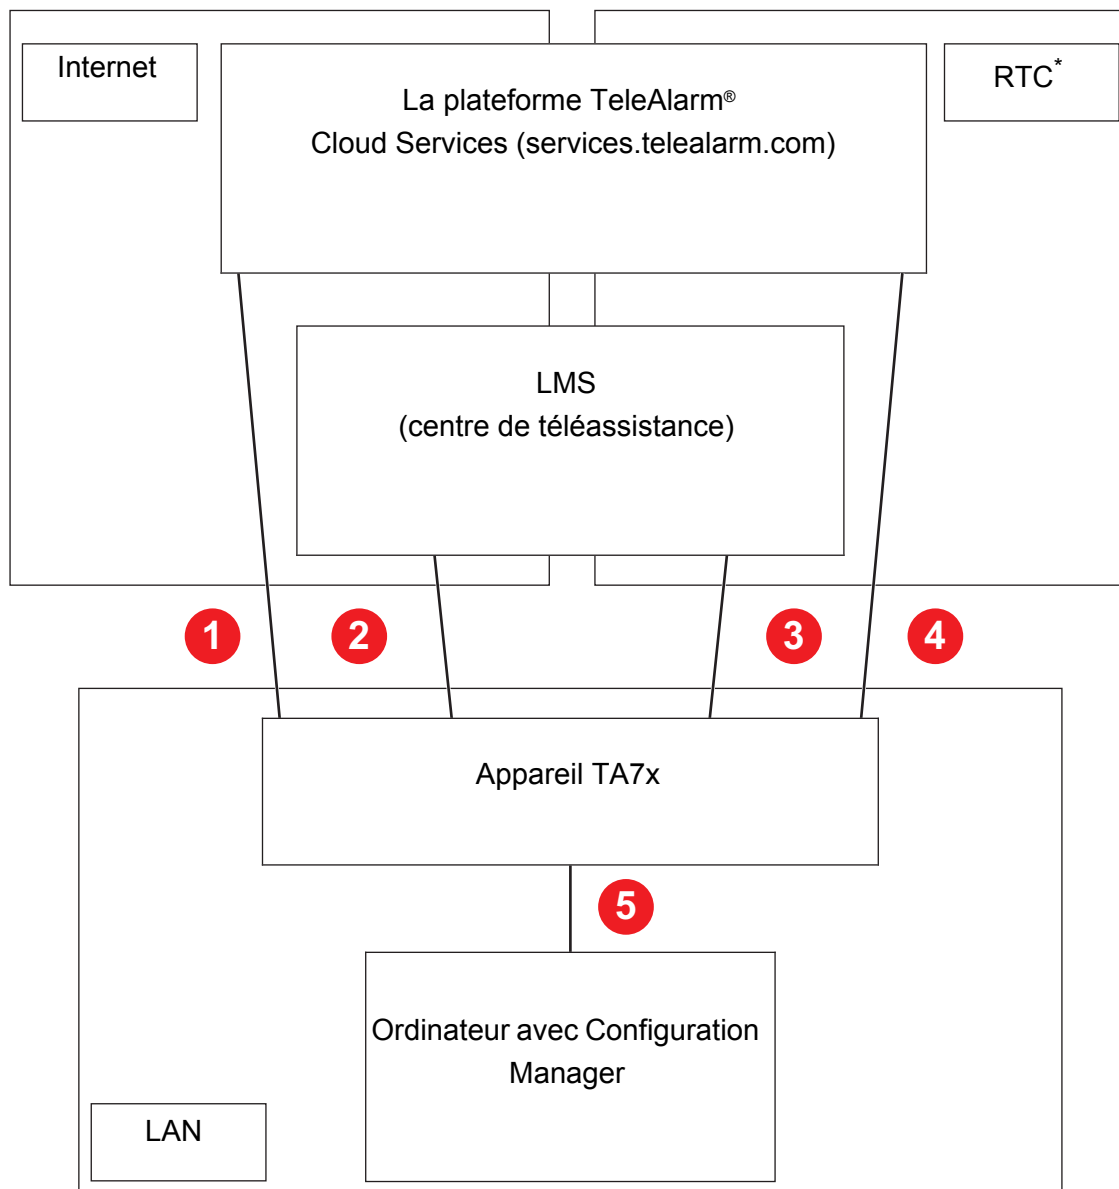 Internet
La plateforme TeleAlarm®
Cloud Services (services.telealarm.com)
RTC*
LMS
(centre de téléassistance)
1
2
3
4
Appareil TA7x
5
Ordinateur avec Configuration
Manager
LAN